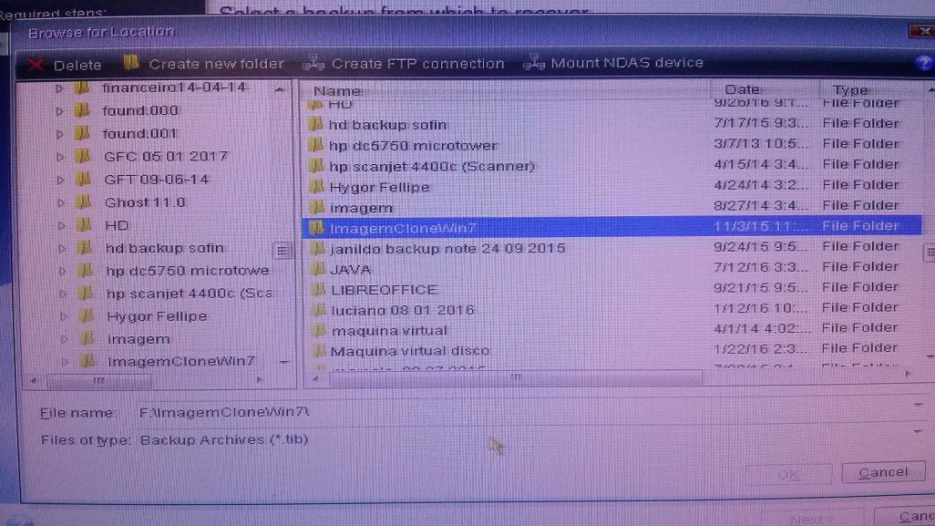 Required steps:
Select a backup from which to recover
Browse for Location
Delete
Create new folder
Create FTP connection
Mount NDAS device
financeiro14-04-14
found.000
found.001
GFC 05 01 2017
GFT 09-06-14
Ghost 11.0
HD
hd backup sofin
hp dc5750 microtowe
hp scanjet 4400c (Sca
Hygor Fellipe
imagem
ImagemCloneWin7
Name Date Type
HD 9/26/16 9:1... File Folder
hd backup sofin 7/17/15 9:3... File Folder
hp dc5750 microtower 3/7/13 10:5... File Folder
hp scanjet 4400c (Scanner) 4/15/14 3:4... File Folder
Hygor Fellipe 4/24/14 3:2... File Folder
imagem 8/27/14 3:4... File Folder
ImagemCloneWin7 11/3/15 11:... File Folder
janildo backup note 24 09 2015 9/24/15 9:5... File Folder
JAVA 7/12/16 3:3... File Folder
LIBREOFFICE 9/21/15 9:5... File Folder
luciano 08 01 2016 1/12/16 10:... File Folder
maquina virtual 4/1/14 4:02:... File Folder
Maquina virtual disco 1/22/16 2:3... File Folder
File name: F:\ImagemCloneWin7\
Files of type: Backup Archives (*.tib)
OK
Cancel
Next >
Canc